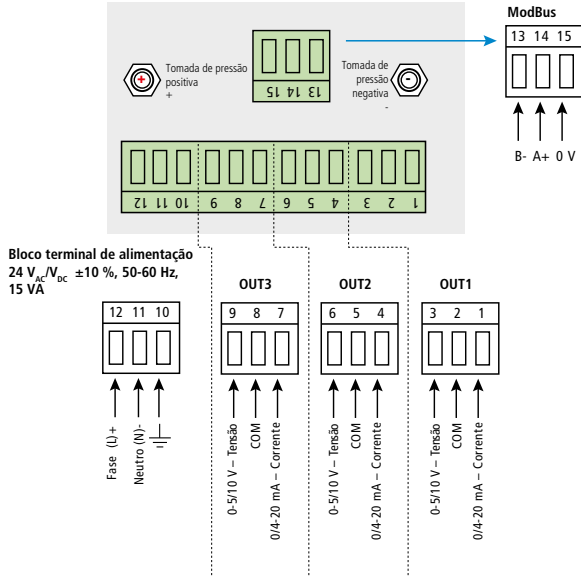 ModBus
13 14 15
B- A+ 0 V
Tomada de pressão
positiva
+
15 14 13
Tomada de
pressão
negativa
-
12 11 10 9 8 7 6 5 4 3 2 1
Bloco terminal de alimentação
24 VAC/VDC ±10 %, 50-60 Hz,
15 VA
12 11 10
Fase (L) +
Neutro (N)-
OUT3
9 8 7
0-5/10 V – Tensão
COM
0/4-20 mA – Corrente
OUT2
6 5 4
0-5/10 V – Tensão
COM
0/4-20 mA – Corrente
OUT1
3 2 1
0-5/10 V – Tensão
COM
0/4-20 mA – Corrente